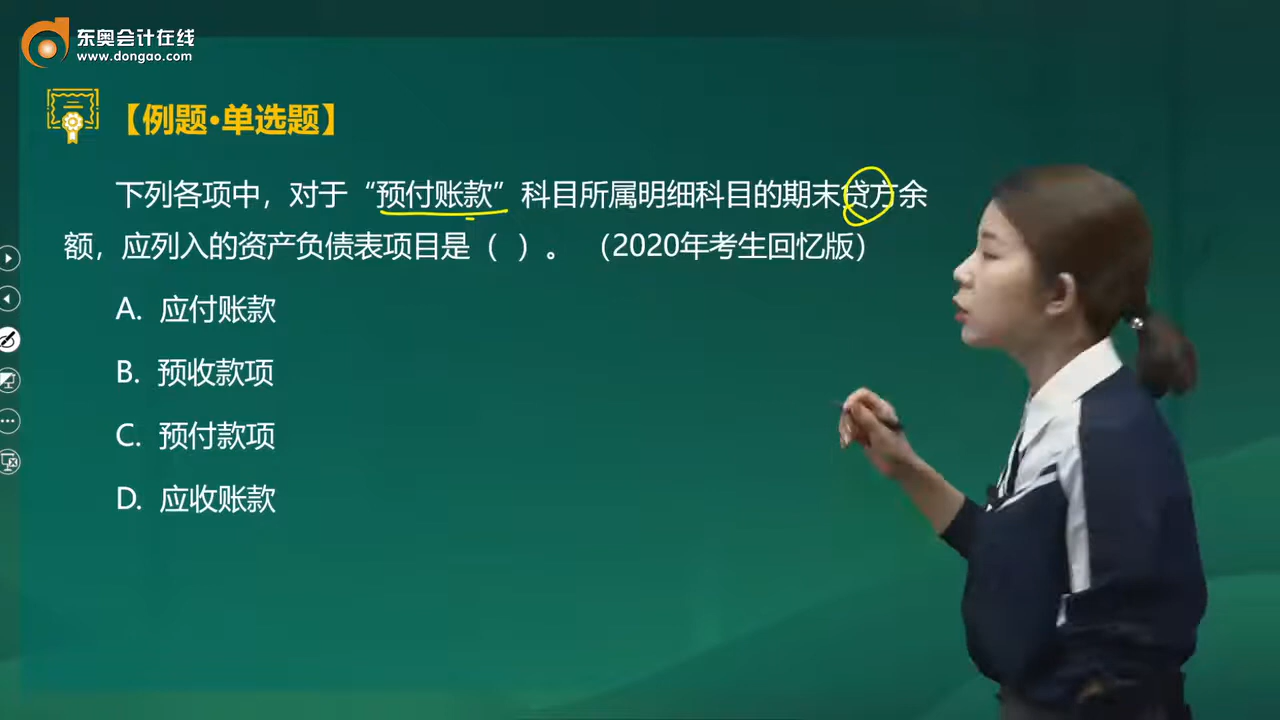 东奥会计在线
www.dongao.com
【例题·单选题】
下列各项中，对于“预付账款”科目所属明细科目的期末贷方余
额，应列入的资产负债表项目是（ ）。 （2020年考生回忆版）
A. 应付账款
B. 预收款项
C. 预付款项
D. 应收账款